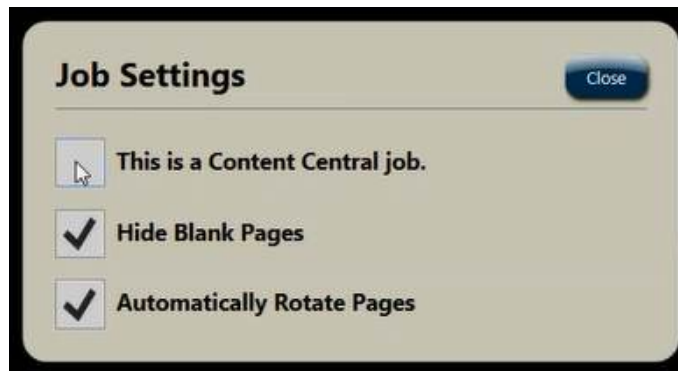 Job Settings
Close
This is a Content Central job.
Hide Blank Pages
Automatically Rotate Pages